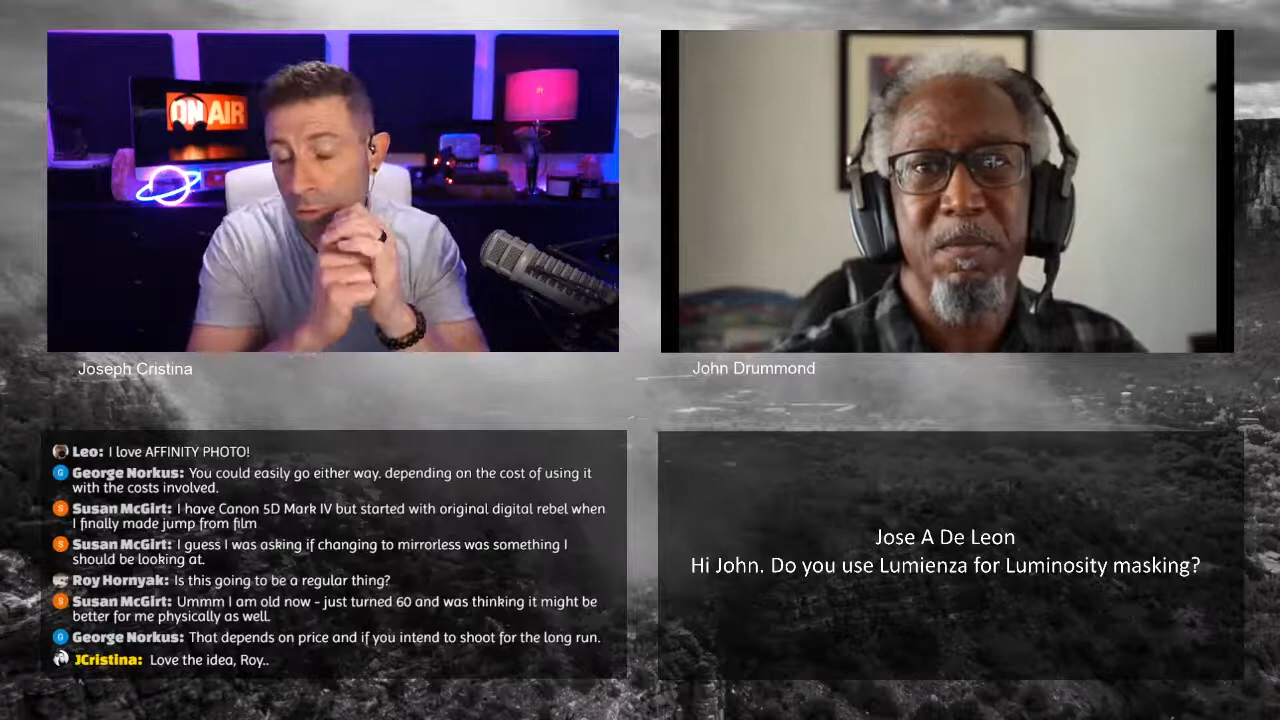 ON AIR
Joseph Cristina
John Drummond
Leo: I love AFFINITY PHOTO!
George Norkus: You could easily go either way, depending on the cost of using it
with the costs involved.
Susan McGirt: I have Canon 5D Mark IV but started with original digital rebel when
I finally made jump from film
Susan McGirt: I guess I was asking if changing to mirrorless was something I
should be looking at.
Roy Hornyak: Is this going to be a regular thing?
Susan McGirt: Ummm I am old now - just turned 60 and was thinking it might be
better for me physically as well.
George Norkus: That depends on price and if you intend to shoot for the long run.
JCristina: Love the idea, Roy..
Jose A De Leon
Hi John. Do you use Lumienza for Luminosity masking?